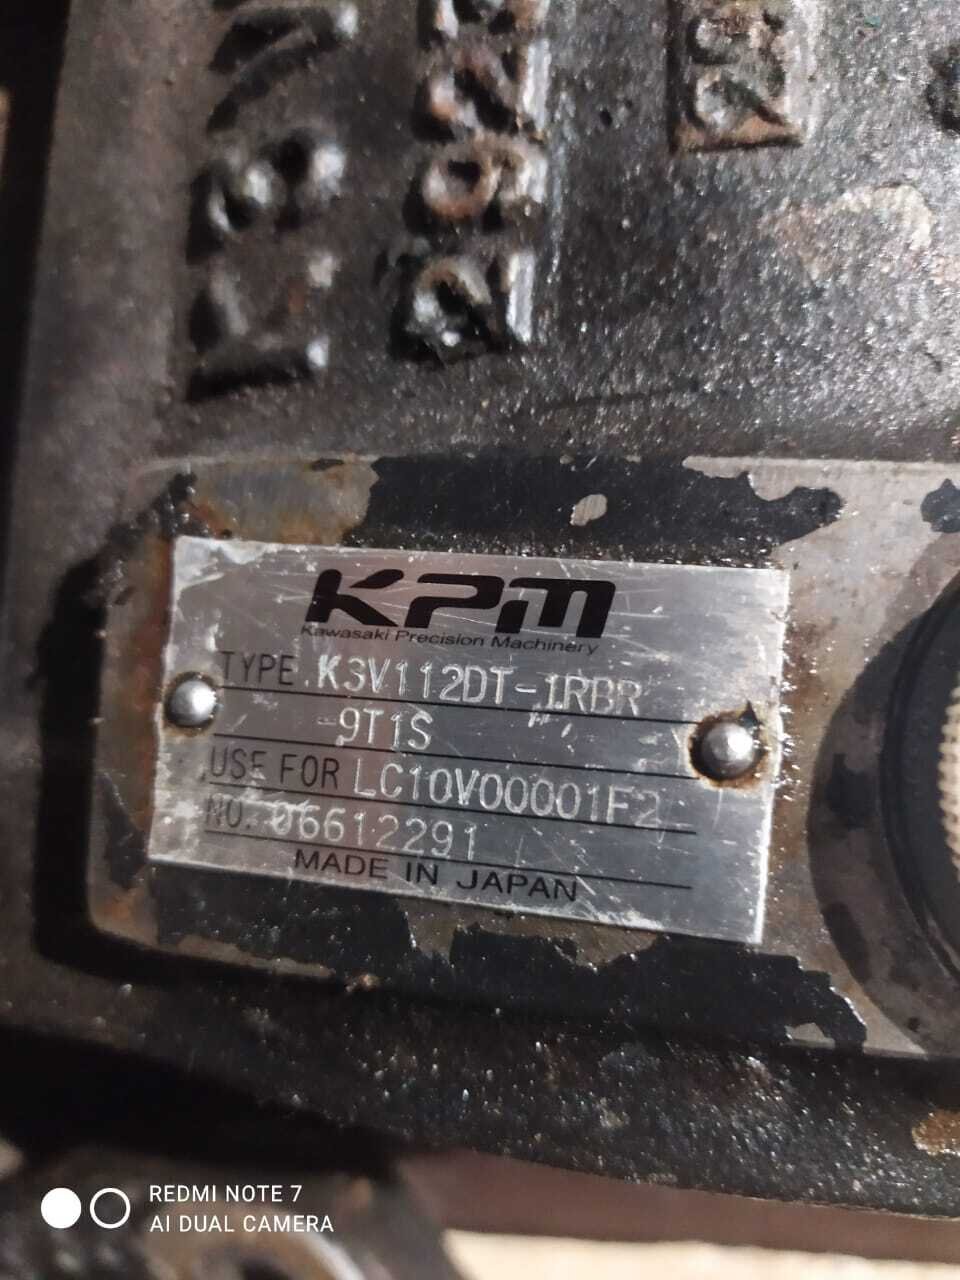 KPM
Kawasaki Precision Machinery
TYPE. K3V112DT-1RBR
-9T1S
USE FOR LC10V00001F2
NO. 06612291
MADE IN JAPAN
REDMI NOTE 7
AI DUAL CAMERA